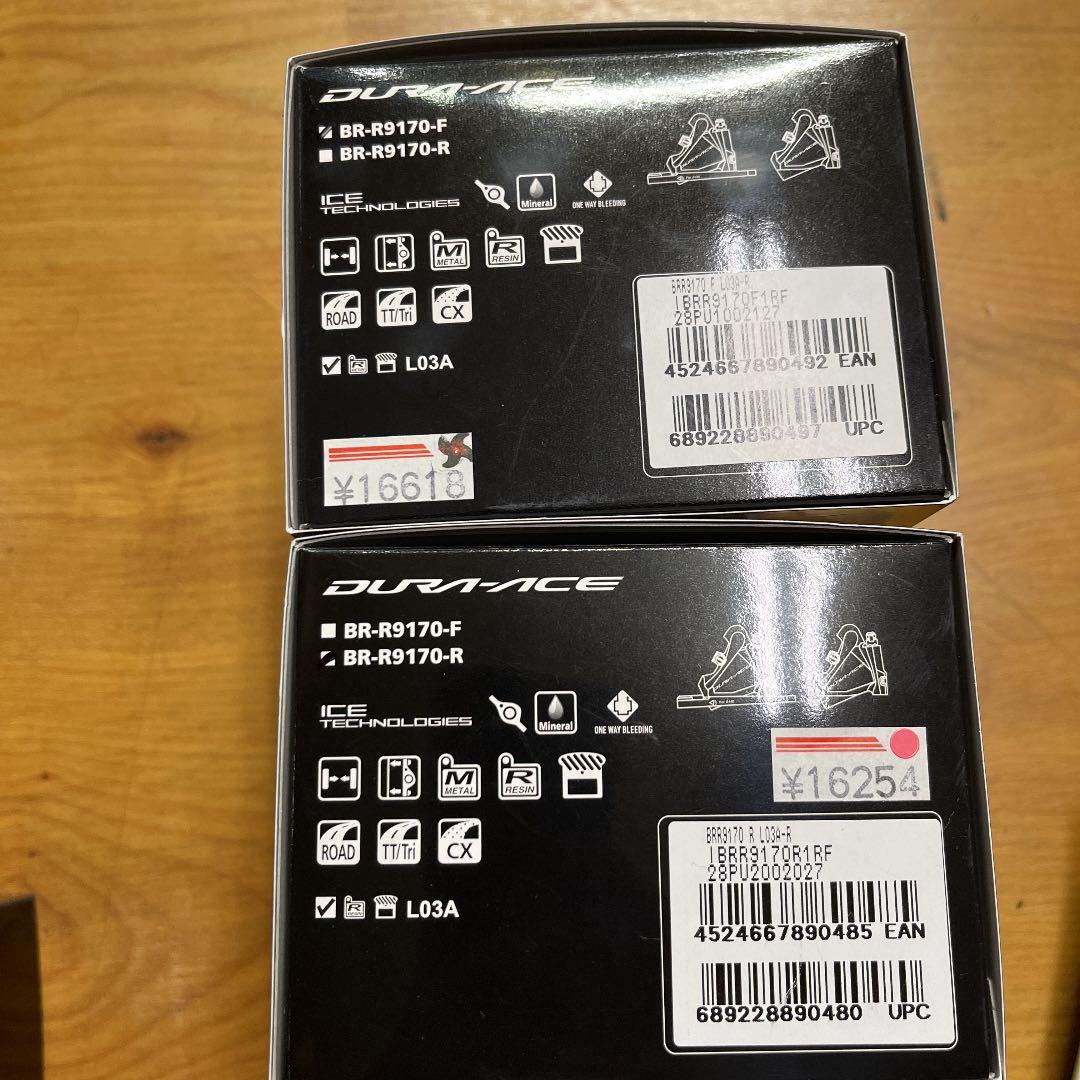 DURA-ACE
BR-R9170-F
BR-R9170-R
ICE TECHNOLOGIES
Mineral
ONE WAY BLEEDING
M METAL
R RESIN
ROAD
TT/Tri
CX
L03A
¥16618
BRR9170 F L03A-R
IBRR9170F1RF
28PU1002127
4524667890492 EAN
689228890497 UPC
DURA-ACE
BR-R9170-F
BR-R9170-R
ICE TECHNOLOGIES
Mineral
ONE WAY BLEEDING
M METAL
R RESIN
¥16254
ROAD
TT/Tri
CX
L03A
BRR9170 R L03A-R
IBRR9170R1RF
28PU2002027
4524667890485 EAN
689228890480 UPC